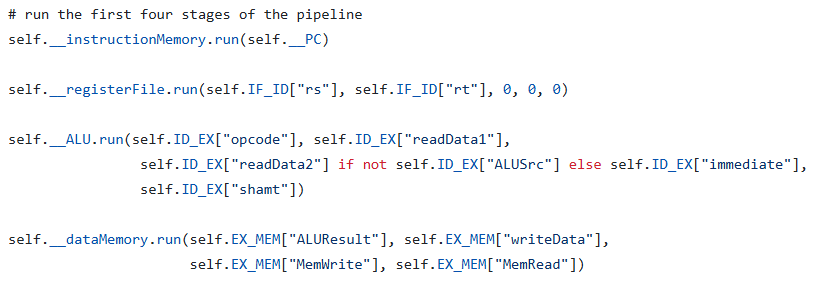 # run the first four stages of the pipeline
self.__instructionMemory.run(self.__PC)
self.__registerFile.run(self.IF_ID["rs"], self.IF_ID["rt"], 0, 0, 0)
self.__ALU.run(self.ID_EX["opcode"], self.ID_EX["readData1"],
self.ID_EX["readData2"] if not self.ID_EX["ALUSrc"] else self.ID_EX["immediate"],
self.ID_EX["shamt"])
self.__dataMemory.run(self.EX_MEM["ALUResult"], self.EX_MEM["writeData"],
self.EX_MEM["MemWrite"], self.EX_MEM["MemRead"])